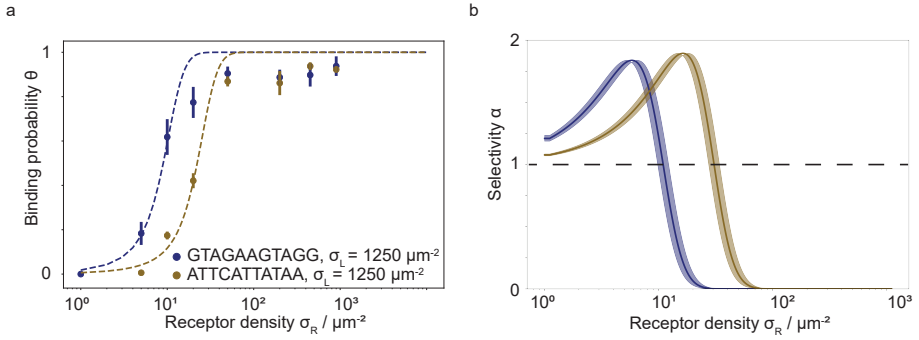 a
b
Binding probability θ
1
0
GTAGAAGTAGG, σL = 1250 µm-2
ATTCATTATAA, σL = 1250 µm-2
10⁰
10¹
10²
10³
Receptor density σR / µm-²
Selectivity α
2
1
0
10⁰
10¹
10²
10³
Receptor density σR / µm-²